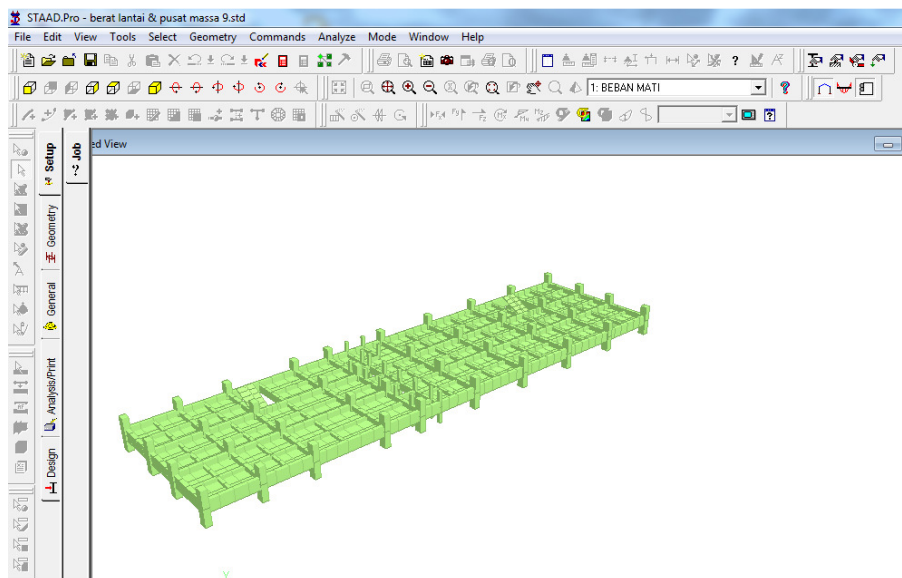 STAAD.Pro - berat lantai & pusat massa 9.std
File Edit View Tools Select Geometry Commands Analyze Mode Window Help
1: BEBAN MATI
ed View
Job
Setup
Geometry
General
Analysis/Print
Design
Y